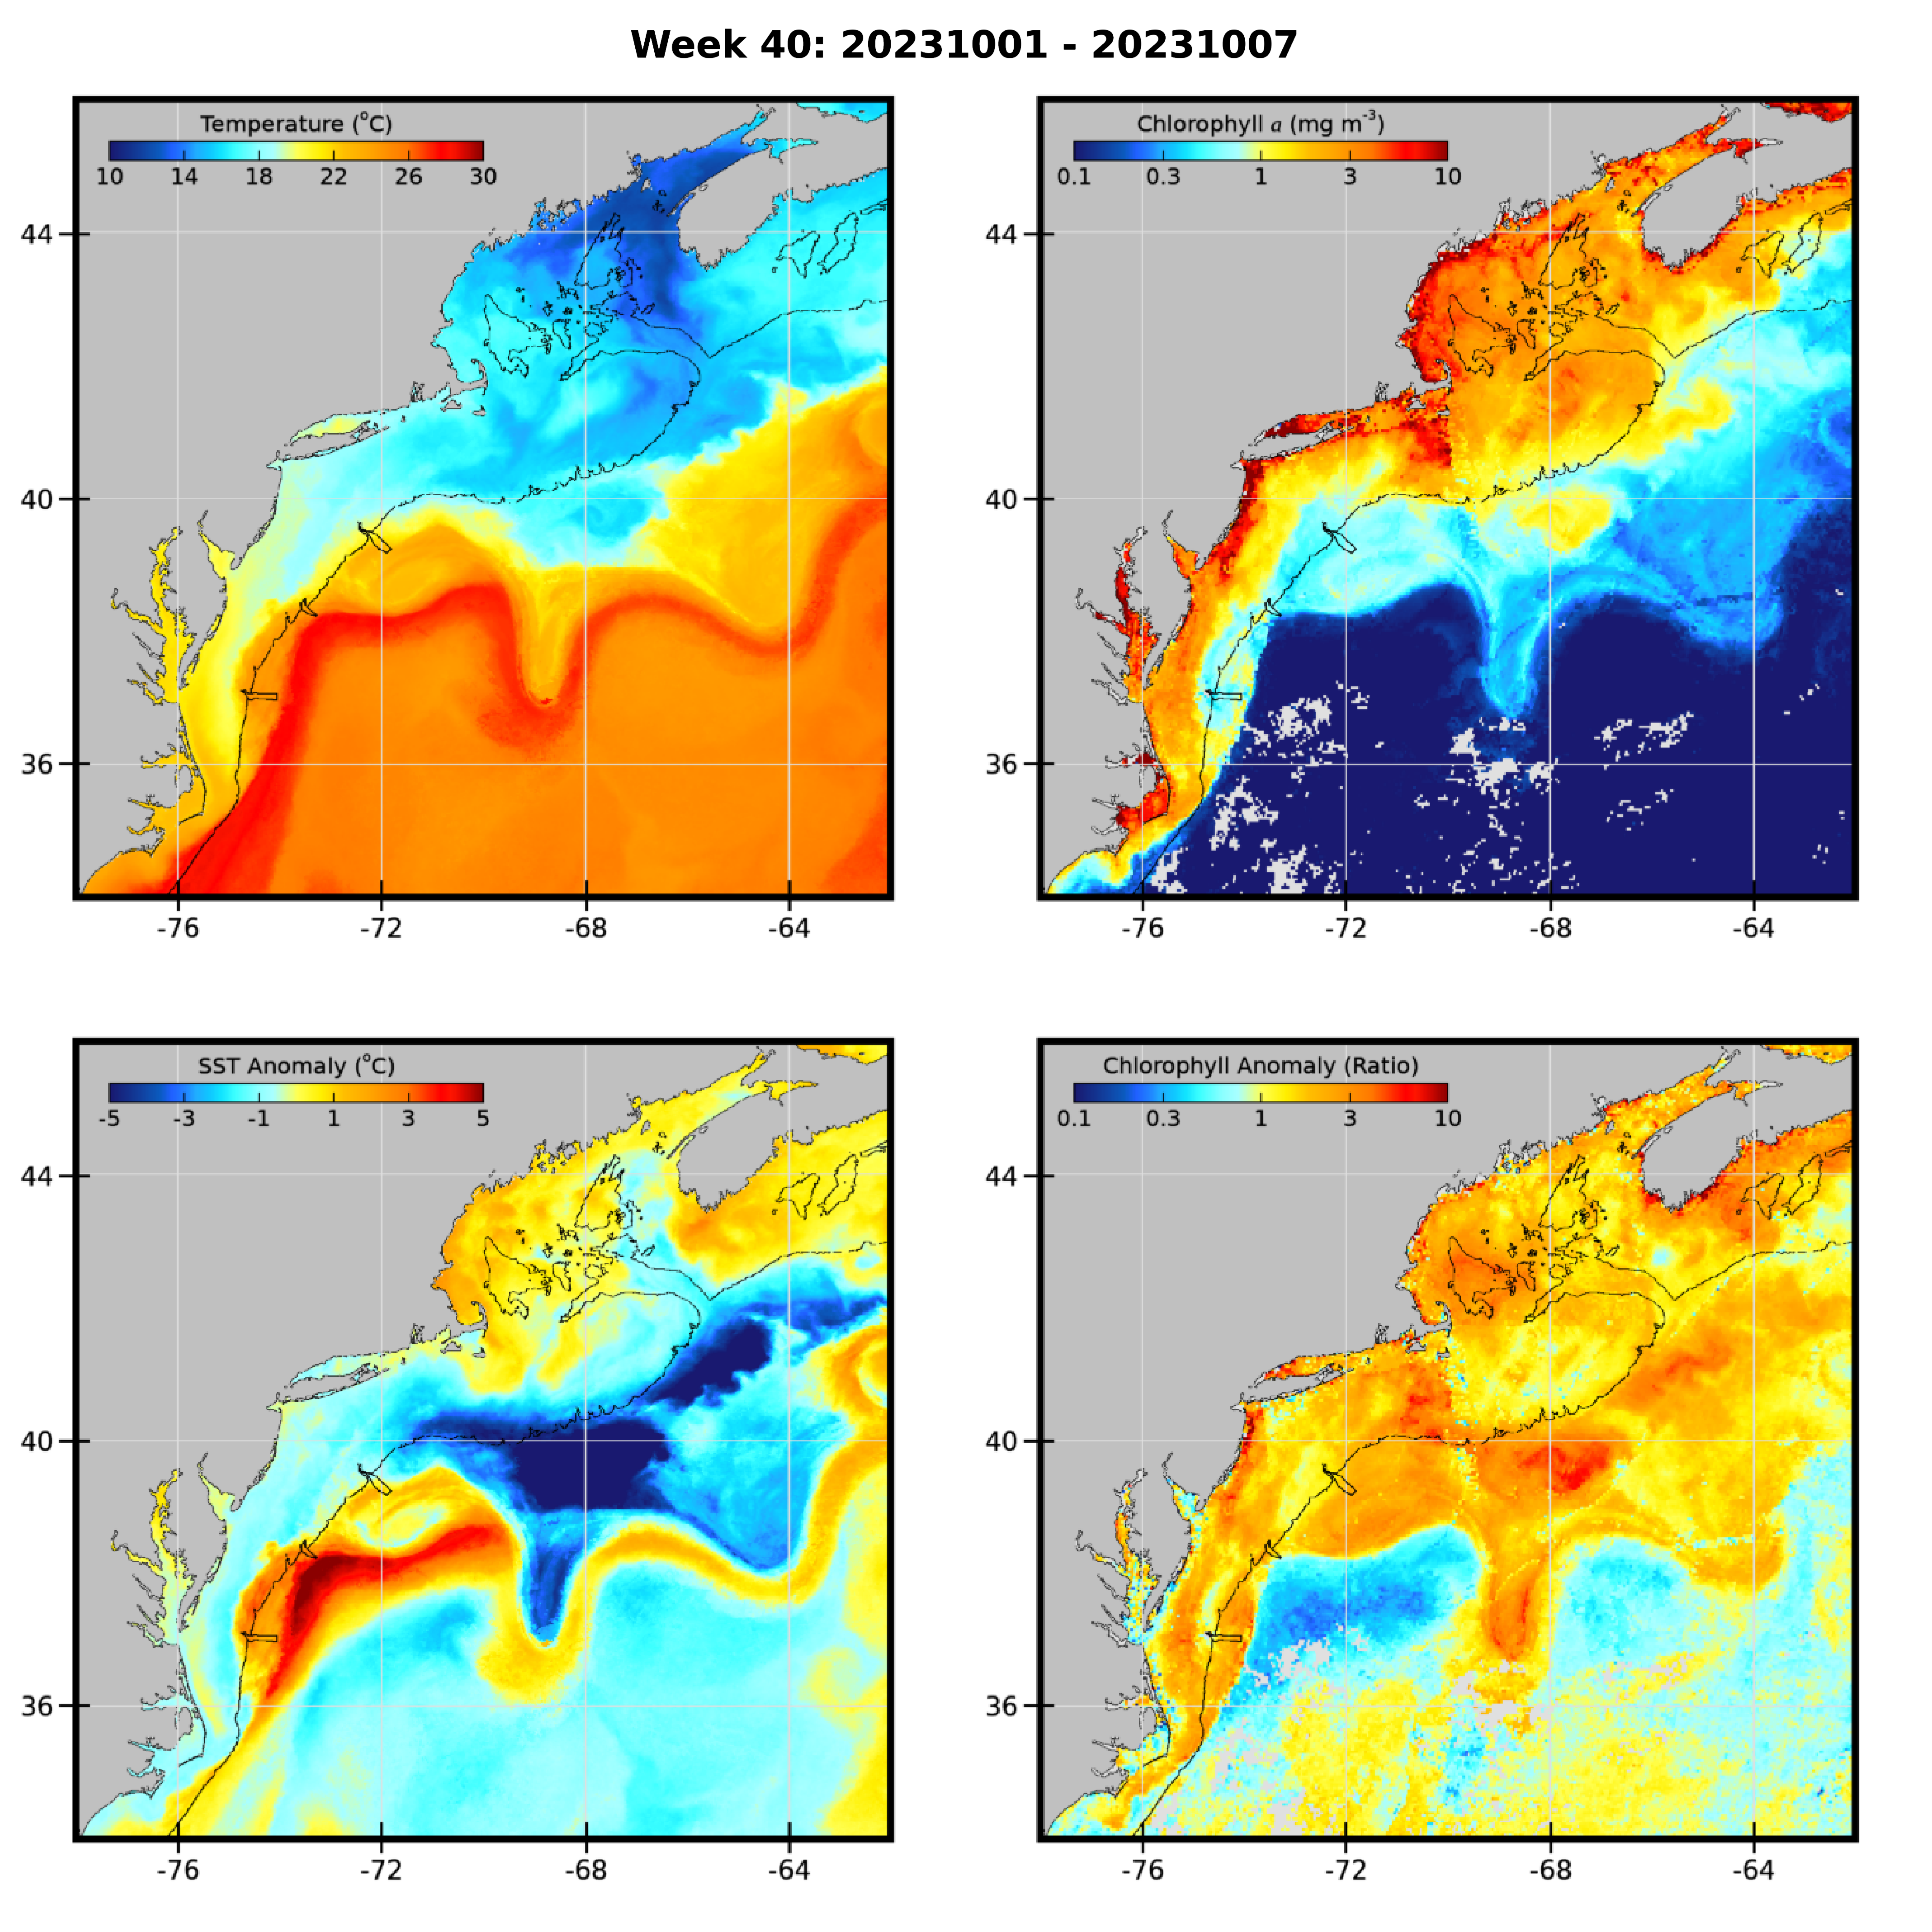 Week 40: 20231001 - 20231007
Temperature (°C)
10 14 18 22 26 30
44
40
36
-76 -72 -68 -64
Chlorophyll a (mg m⁻³)
0.1 0.3 1 3 10
44
40
36
-76 -72 -68 -64
SST Anomaly (°C)
-5 -3 -1 1 3 5
44
40
36
-76 -72 -68 -64
Chlorophyll Anomaly (Ratio)
0.1 0.3 1 3 10
44
40
36
-76 -72 -68 -64